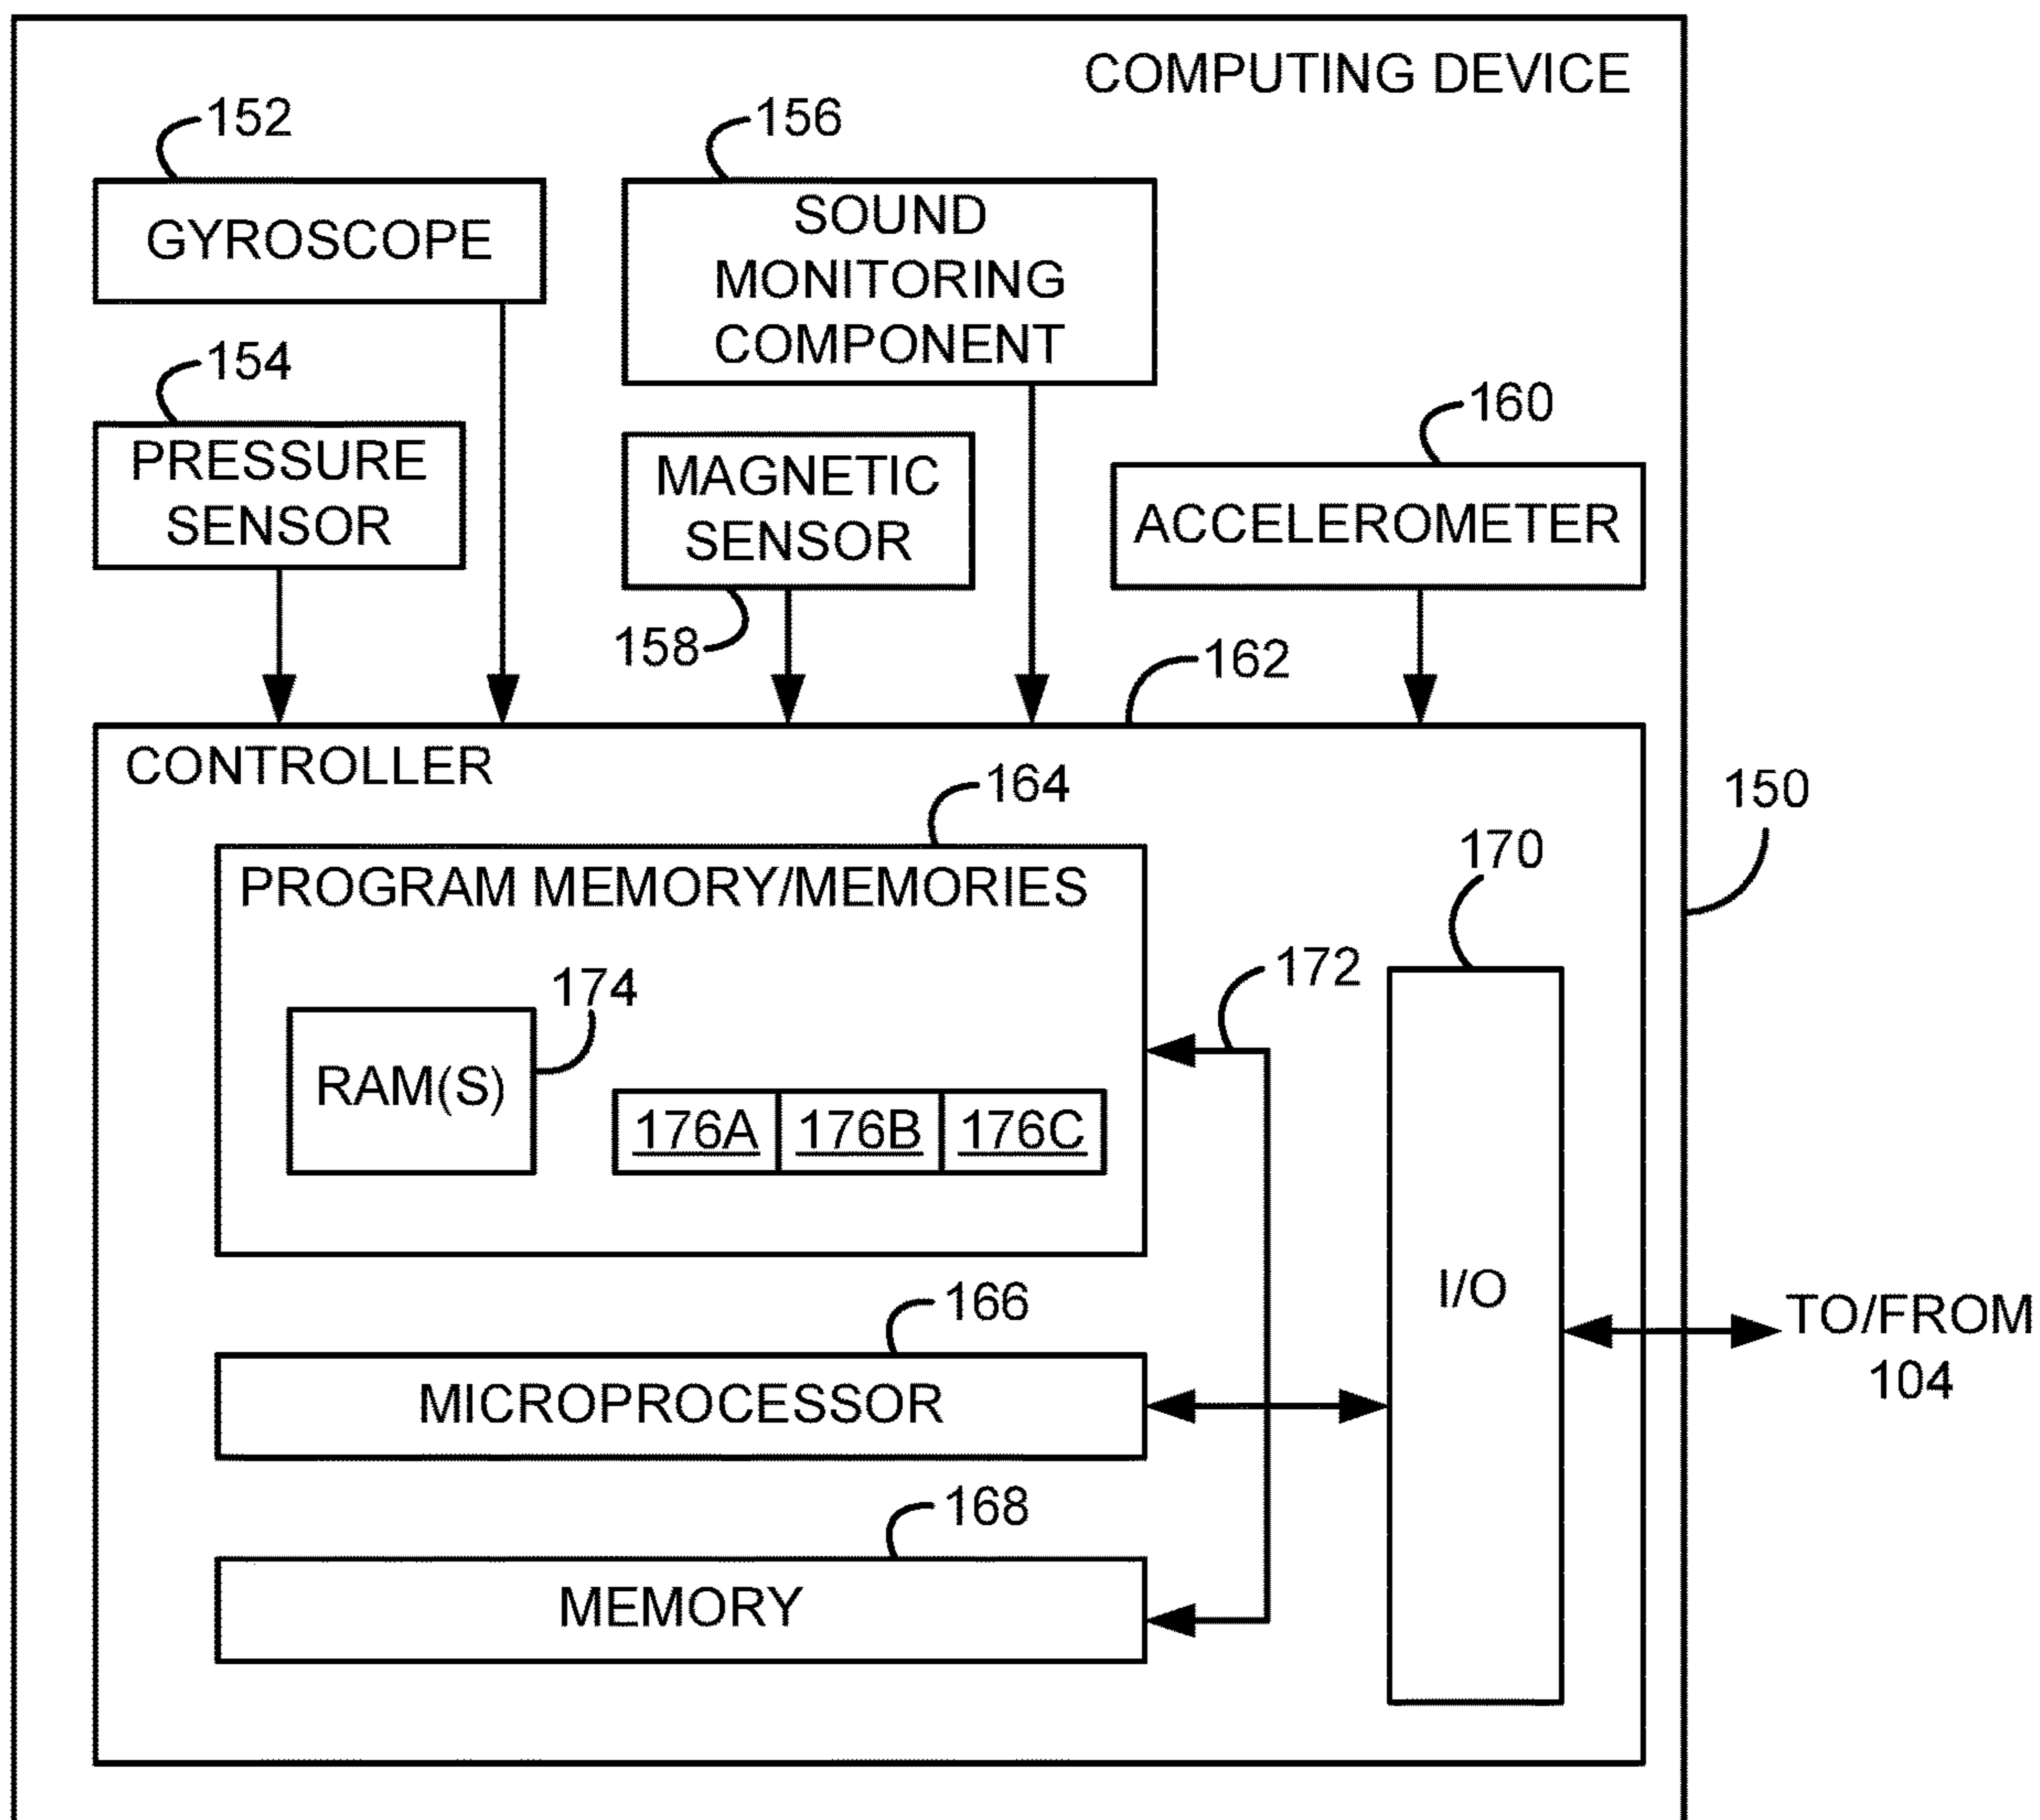 COMPUTING DEVICE
152
156
GYROSCOPE
SOUND
MONITORING
COMPONENT
154
160
PRESSURE
SENSOR
MAGNETIC
SENSOR
ACCELEROMETER
158
162
CONTROLLER
164
150
170
PROGRAM MEMORY/MEMORIES
172
174
RAM(S)
176A 176B 176C
I/O
166
TO/FROM
104
MICROPROCESSOR
168
MEMORY